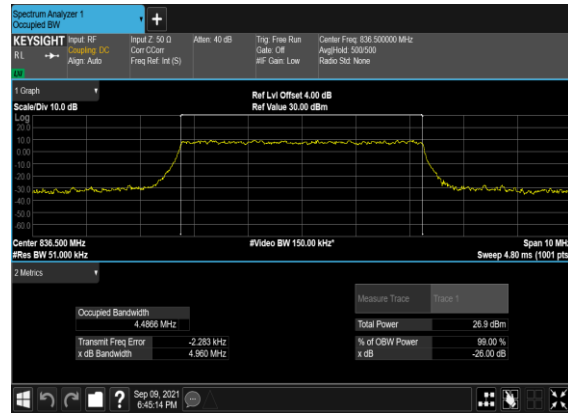 Spectrum Analyzer 1
Occupied BW
KEYSIGHT Input: RF Input Z: 50 Ω Atten: 40 dB Trig: Free Run Center Freq: 836.500000 MHz
RL Coupling: DC Corr CCorr Gate: Off Avg|Hold: 500/500
Align: Auto Freq Ref: Int (S) #IF Gain: Low Radio Std: None
LXI
1 Graph
Ref Lvl Offset 4.00 dB
Scale/Div 10.0 dB Ref Value 30.00 dBm
Log
20.0
10.0
0.00
-10.0
-20.0
-30.0
-40.0
-50.0
-60.0
Center 836.500 MHz #Video BW 150.00 kHz* Span 10 MHz
#Res BW 51.000 kHz Sweep 4.80 ms (1001 pts
2 Metrics
Measure Trace Trace 1
Occupied Bandwidth
4.4866 MHz Total Power 26.9 dBm
Transmit Freq Error -2.283 kHz % of OBW Power 99.00 %
x dB Bandwidth 4.960 MHz x dB -26.00 dB
? Sep 09, 2021
6:45:14 PM